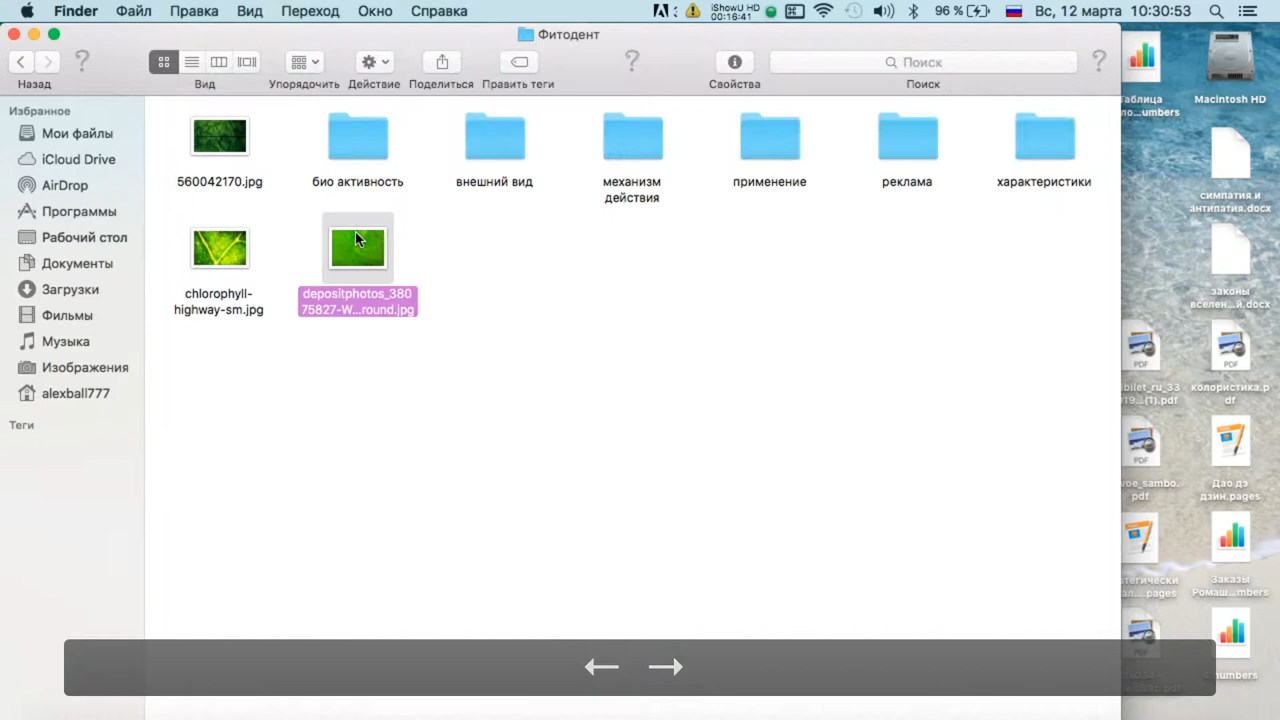 Finder Файл Правка Вид Переход Окно Справка
iShowU HD
00:16:41
96 % Вс, 12 марта 10:30:53
Фитодент
Поиск
Назад Вид Упорядочить Действие Поделиться Править теги Свойства Поиск
Избранное
Мои файлы
iCloud Drive
AirDrop
Программы
Рабочий стол
Документы
Загрузки
Фильмы
Музыка
Изображения
alexball777
Теги
560042170.jpg
био активность
внешний вид
механизм
действия
применение
реклама
характеристики
chlorophyll-
highway-sm.jpg
depositphotos_380
75827-W...round.jpg
Таблица
Macintosh HD
симпатия и
антипатия.docx
законы
вселен...й.docx
колористика.p
df
PDF
PDF
PDF
Дао дэ
дзин.pages
Заказы
Ромаш...mbers